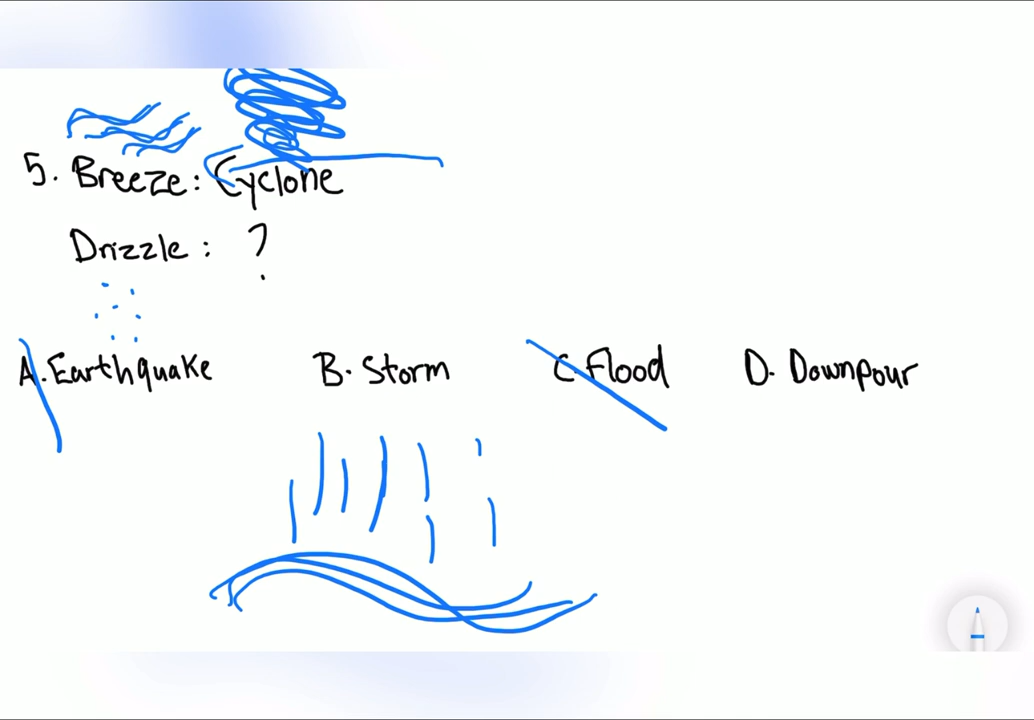 5. Breeze: Cyclone
Drizzle: ?
A. Earthquake B. Storm C. Flood D. Downpour